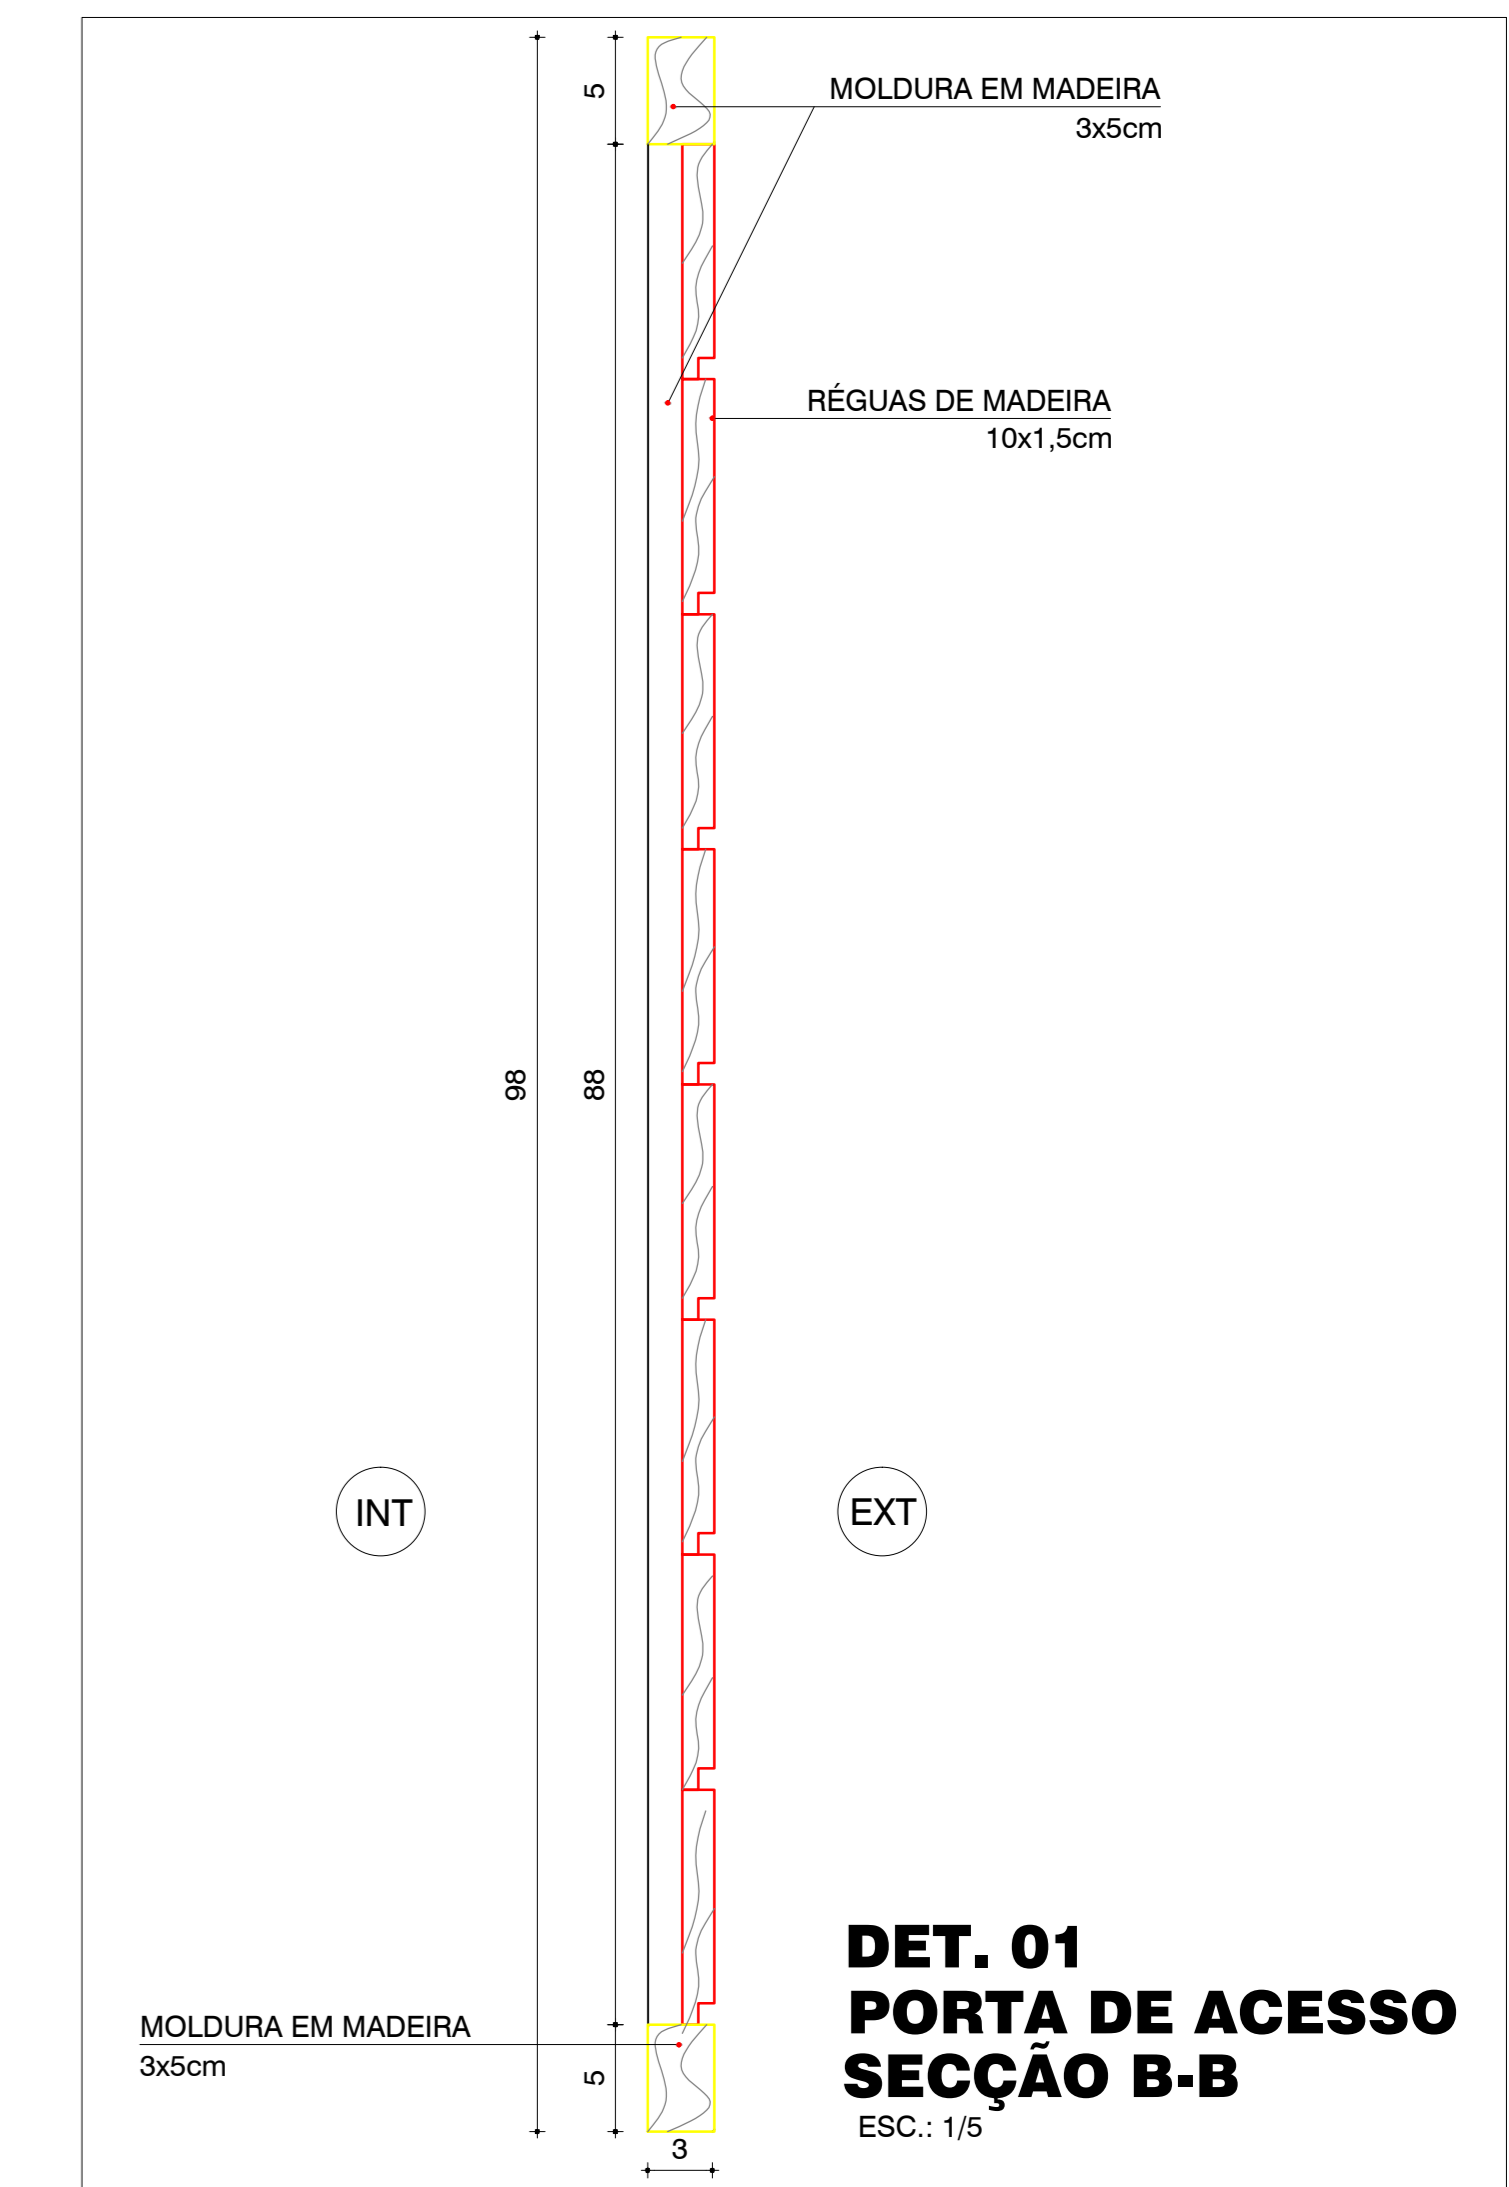 5
MOLDURA EM MADEIRA
3x5cm
RÉGUAS DE MADEIRA
10x1,5cm
98
88
INT
EXT
DET. 01
PORTA DE ACESSO
SECÇÃO B-B
ESC.: 1/5
MOLDURA EM MADEIRA
3x5cm
5
3